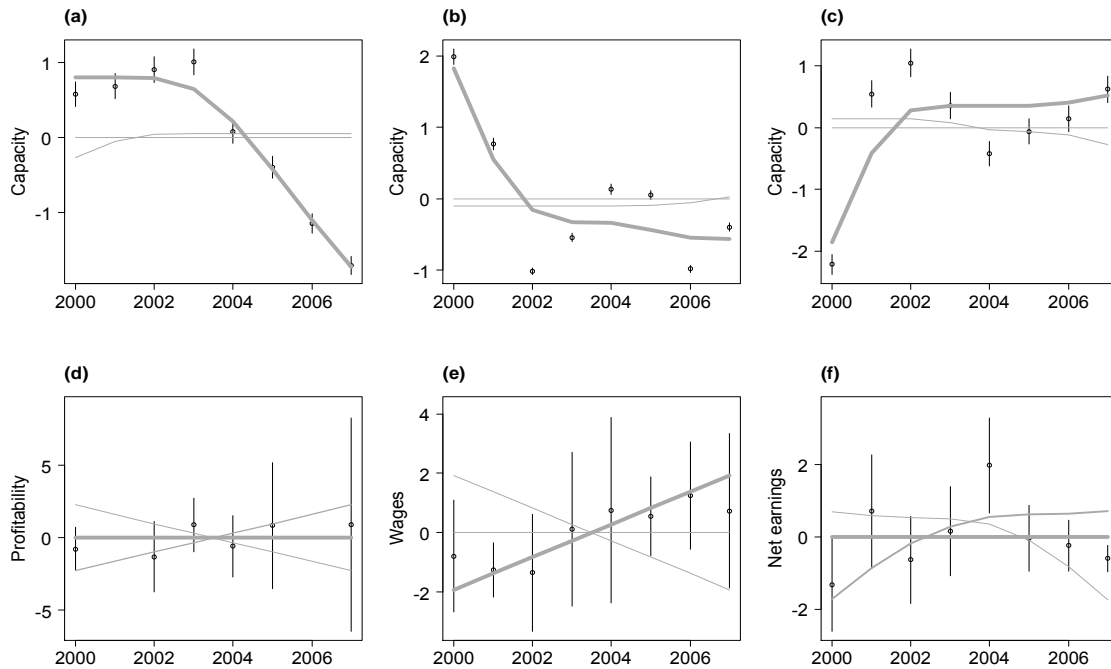 (a) (b) (c)
Capacity Capacity Capacity
1 0 -1
2 1 0 -1
1 0 -1 -2
2000 2002 2004 2006 2000 2002 2004 2006 2000 2002 2004 2006
(d) (e) (f)
Profitability Wages Net earnings
5 0 -5
4 2 0 -2
2 0 -2
2000 2002 2004 2006 2000 2002 2004 2006 2000 2002 2004 2006